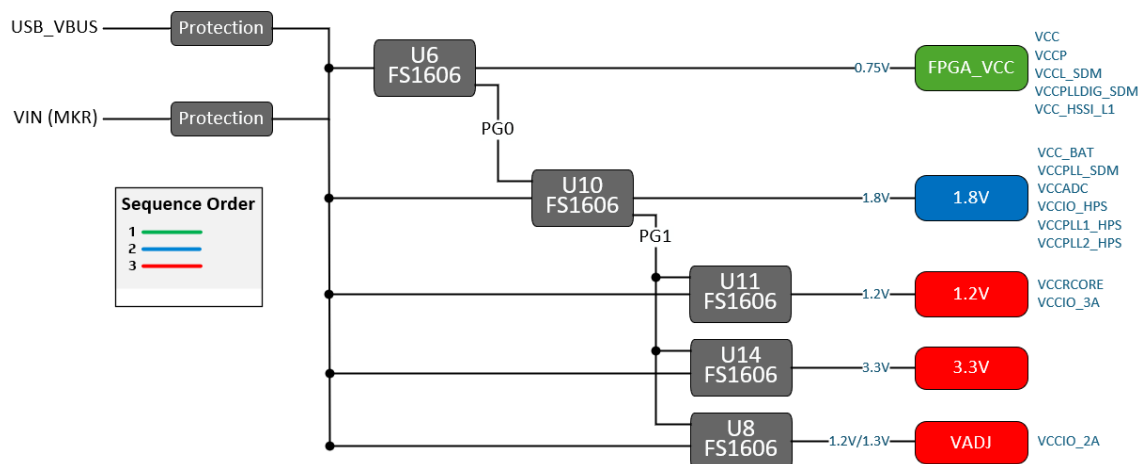 USB_VBUS
Protection
VIN (MKR)
Protection
U6
FS1606
0.75V
FPGA_VCC
VCC
VCCP
VCCL_SDM
VCCPLLDIG_SDM
VCC_HSSI_L1
PG0
U10
FS1606
1.8V
1.8V
VCC_BAT
VCCPLL_SDM
VCCADC
VCCIO_HPS
VCCPLL1_HPS
VCCPLL2_HPS
Sequence Order
1
2
3
PG1
U11
FS1606
1.2V
1.2V
VCCRCORE
VCCIO_3A
U14
FS1606
3.3V
3.3V
U8
FS1606
1.2V/1.3V
VADJ
VCCIO_2A